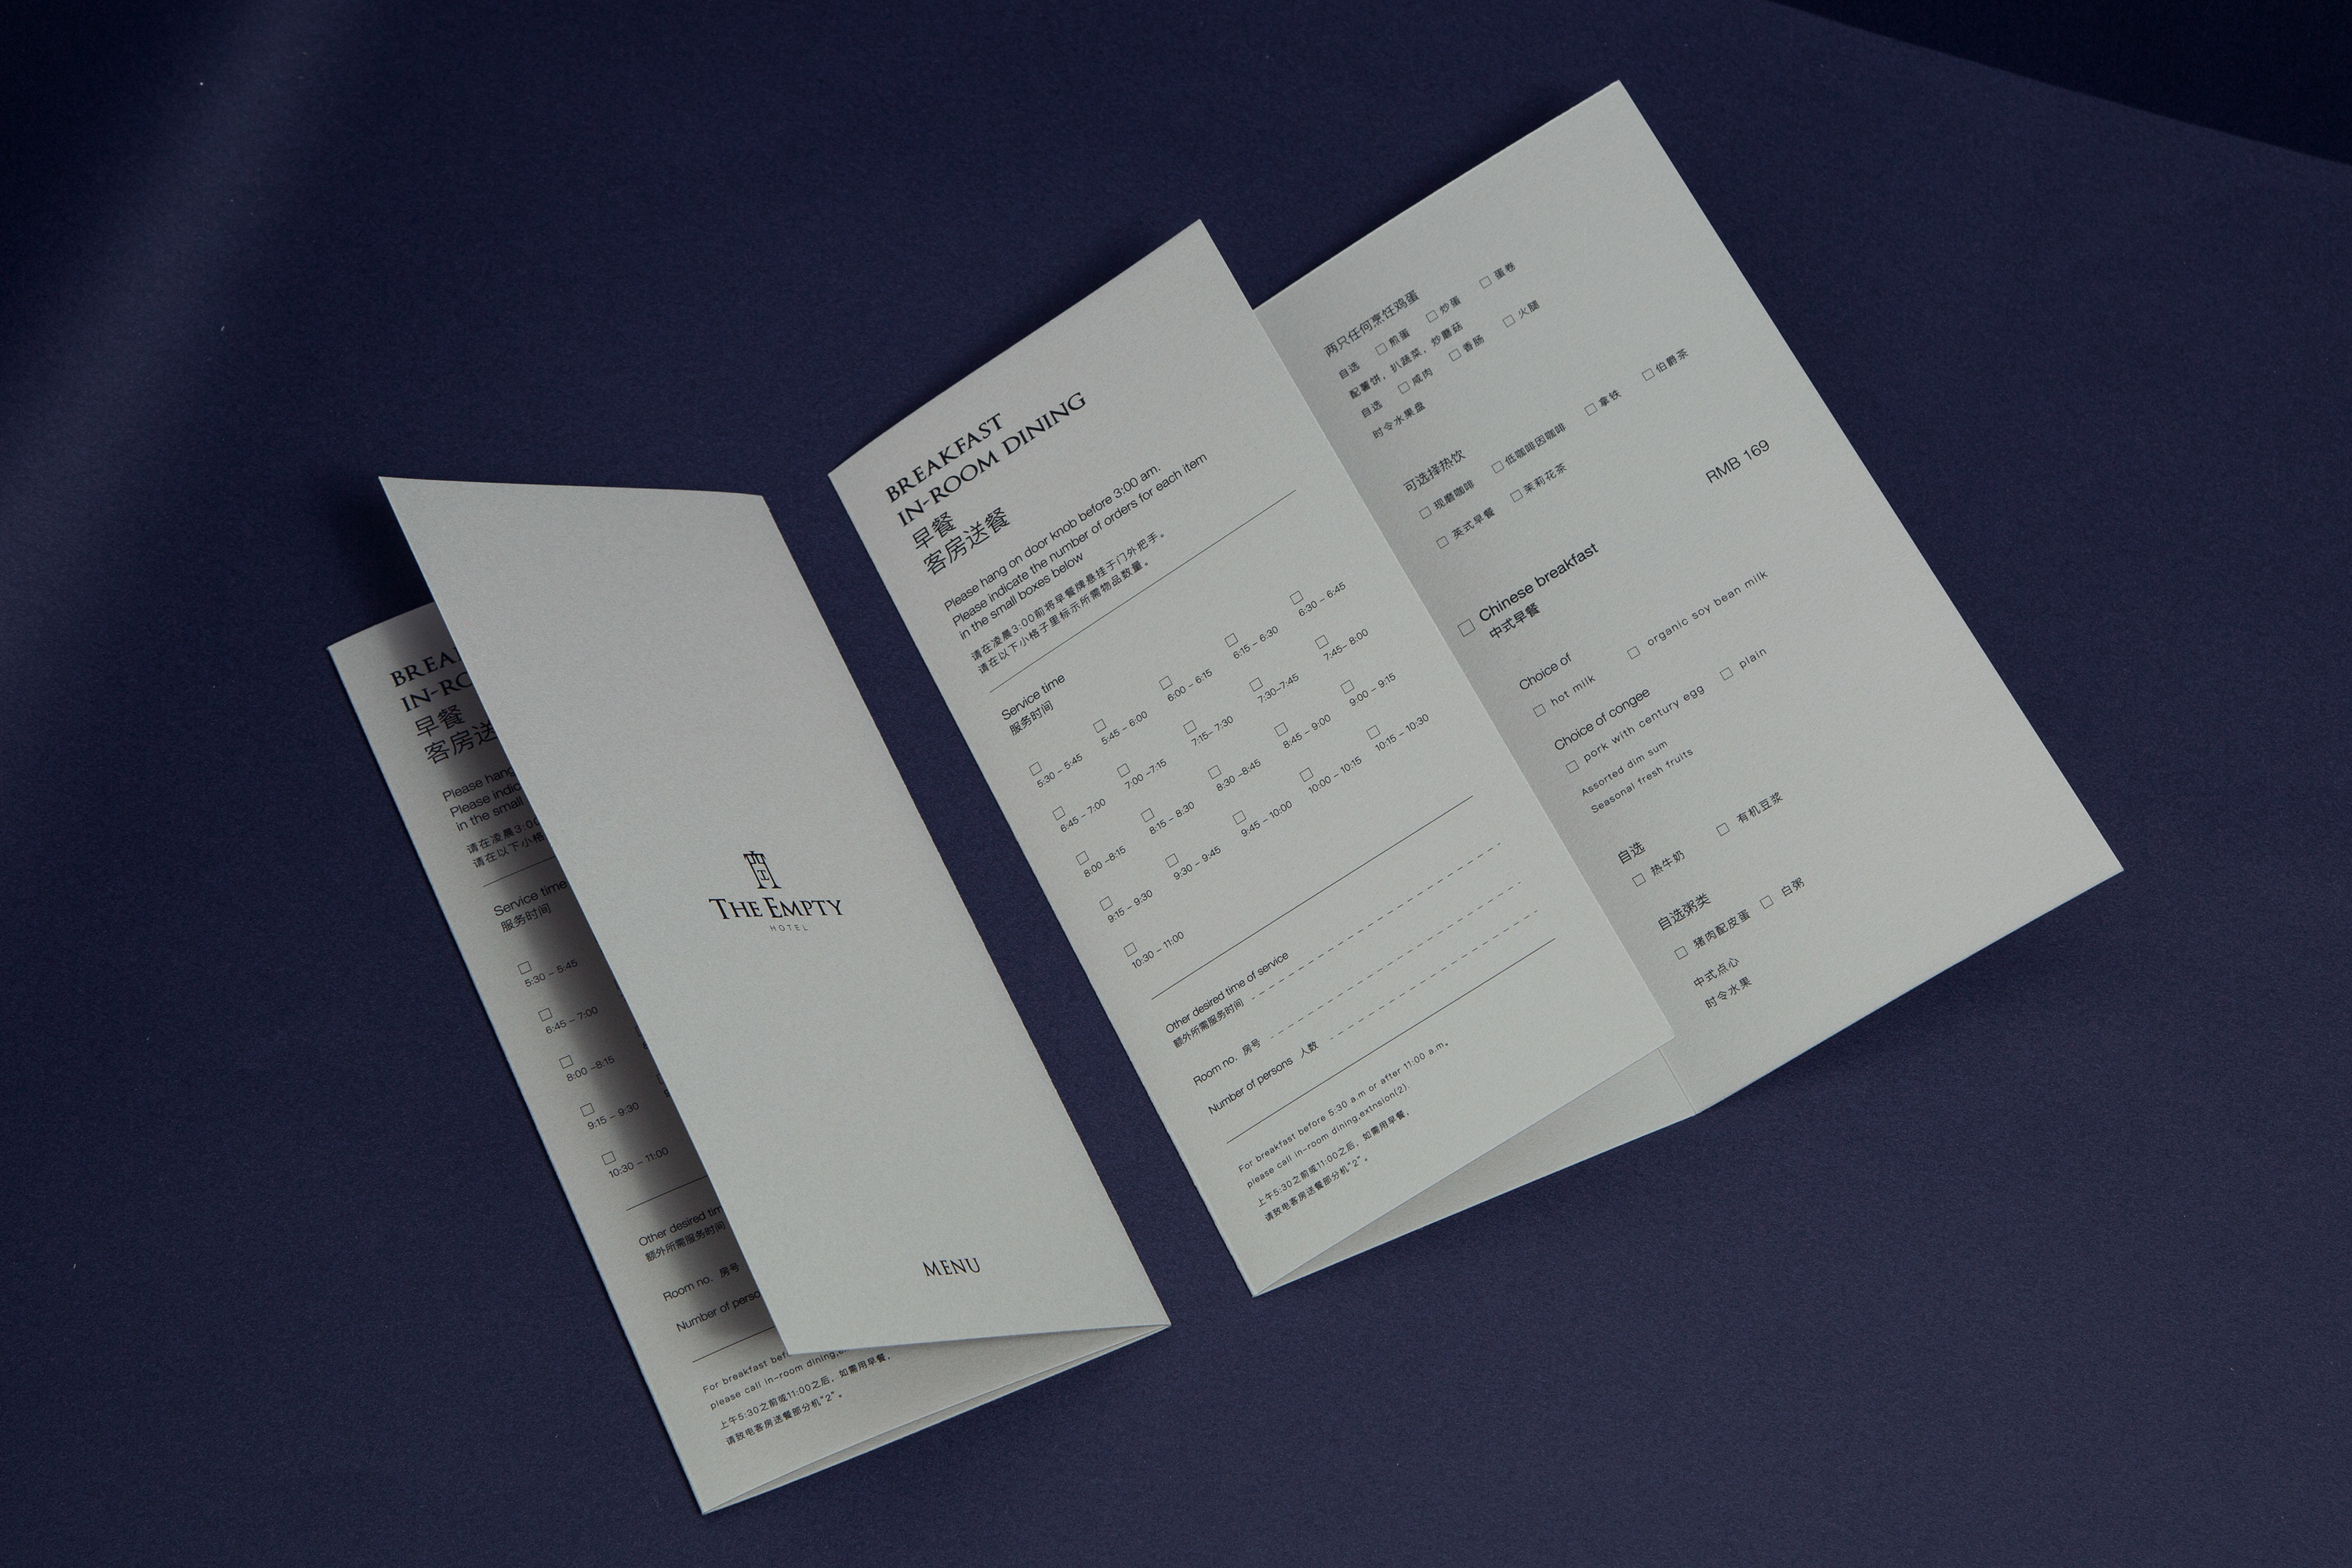 BREA
IN-RO
早餐
客房送
Please hang
Please indic
in the small
请在凌晨3:00
请在以下小格
Service time
服务时间
5:30 – 5:45
6:45 – 7:00
8:00 –8:15
9:15 – 9:30
10:30 – 11:00
Other desired tim
额外所需服务时间
Room no. 房号
Number of perso
For breakfast bef
please call in-room dining,e
上午5:30之前或11:00之后，如需用早餐，
请致电客房送餐部分机“2”。
THE EMPTY
HOTEL
MENU
BREAKFAST
IN-ROOM DINING
早餐
客房送餐
Please hang on door knob before 3:00 am.
Please indicate the number of orders for each item
in the small boxes below
请在凌晨3:00前将早餐牌悬挂于门外把手。
请在以下小格子里标示所需物品数量。
Service time
服务时间
5:30 – 5:45 5:45 – 6:00 6:00 – 6:15 6:15 – 6:30 6:30 – 6:45
6:45 – 7:00 7:00 –7:15 7:15– 7:30 7:30–7:45 7:45– 8:00
8:00 –8:15 8:15 – 8:30 8:30 –8:45 8:45 – 9:00 9:00 – 9:15
9:15 – 9:30 9:30 – 9:45 9:45 – 10:00 10:00 – 10:15 10:15 – 10:30
10:30 – 11:00
Other desired time of service
额外所需服务时间
Room no. 房号
Number of persons 人数
For breakfast before 5:30 a.m or after 11:00 a.m。
please call in-room dining,extnsion(2).
上午5:30之前或11:00之后，如需用早餐，
请致电客房送餐部分机“2”。
两只任何烹饪鸡蛋
自选 煎蛋 炒蛋 蛋卷
配薯饼，扒蔬菜，炒蘑菇
自选 咸肉 香肠 火腿
时令水果盘
可选择热饮
现磨咖啡 低咖啡因咖啡 拿铁 伯爵茶
英式早餐 茉莉花茶
RMB 169
Chinese breakfast
中式早餐
Choice of
hot milk organic soy bean milk
Choice of congee
pork with century egg plain
Assorted dim sum
Seasonal fresh fruits
自选
热牛奶 有机豆浆
自选粥类
猪肉配皮蛋 白粥
中式点心
时令水果